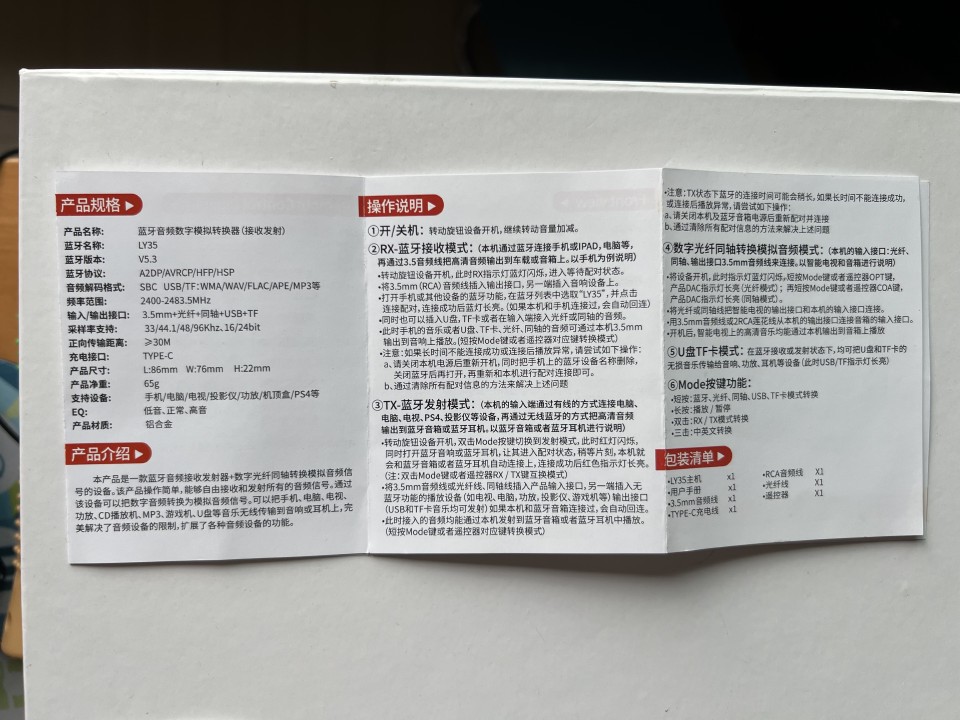 产品规格
产品名称: 蓝牙音频数字模拟转换器(接收发射)
蓝牙名称: LY35
蓝牙版本: V5.3
蓝牙协议: A2DP/AVRCP/HFP/HSP
音频解码格式: SBC USB/TF:WMA/WAV/FLAC/APE/MP3等
频率范围: 2400-2483.5MHz
输入/输出接口: 3.5mm+光纤+同轴+USB+TF
采样率支持: 33/44.1/48/96Khz、16/24bit
正向传输距离: ≥30M
充电接口: TYPE-C
产品尺寸: L:86mm W:76mm H:22mm
产品净重: 65g
支持设备: 手机/电脑/电视/投影仪/功放/机顶盒/PS4等
EQ: 低音、正常、高音
产品材质: 铝合金
产品介绍
本产品是一款蓝牙音频接收发射器+数字光纤同轴转换模拟音频信
号的设备。该产品操作简单,能够自由接收和发射所有的音频信号。通过
该设备可以把数字音频转换为模拟音频信号。可以把手机、电脑、电视、
功放、CD播放机、MP3、游戏机、U盘等音乐无线传输到音响或耳机上,完
美解决了音频设备的限制,扩展了各种音频设备的功能。
操作说明
①开/关机: 转动旋钮设备开机,继续转动音量加减。
②RX-蓝牙接收模式:(本机通过蓝牙连接手机或IPAD,电脑等,
再通过3.5音频线把高清音频输出到车载或音箱上。以手机为例说明)
•转动旋钮设备开机,此时RX指示灯蓝灯闪烁,进入等待配对状态。
•将3.5mm (RCA)音频线插入输出接口,另一端插入音响设备上。
•打开手机或其他设备的蓝牙功能,在蓝牙列表中选取“LY35”,并点击
连接配对,连接成功后蓝灯长亮。(如果本机和手机连接过,会自动回连)
•同时也可以插入U盘,TF卡或者在输入端接入光纤或同轴的音频。
•此时手机的音乐或者U盘、TF卡、光纤、同轴的音频可通过本机3.5mm
输出到音响上播放。(短按Mode键或者遥控器对应键转换模式)
•注意:如果长时间不能连接成功或连接后播放异常,请尝试如下操作:
a、请关闭本机电源后重新开机,同时把手机上的蓝牙设备名称删除,
关闭蓝牙后再打开,再重新和本机进行配对连接即可。
b、通过清除所有配对信息的方法来解决上述问题
③TX-蓝牙发射模式:(本机的输入端通过有线的方式连接电脑、
电脑、电视、PS4、投影仪等设备,再通过无线蓝牙的方式把高清音频
输出到蓝牙音箱或蓝牙耳机,以蓝牙音箱或者蓝牙耳机进行说明)
•转动旋钮设备开机,双击Mode按键切换到发射模式,此时红灯闪烁,
同时打开蓝牙音响或蓝牙耳机,让其进入配对状态,稍等片刻,本机就
会和蓝牙音箱或者蓝牙耳机自动连接上,连接成功后红色指示灯长亮。
(注:双击Mode键或者遥控器RX / TX键互换模式)
•将3.5mm音频线或光纤线、同轴线插入产品输入接口,另一端插入无
蓝牙功能的播放设备(如电视,电脑,功放,投影仪、游戏机等)输出接口
(USB和TF卡音乐均可发射)如果本机和蓝牙音箱连接过,会自动回连。
•此时接入的音频均能通过本机发射到蓝牙音箱或者蓝牙耳机中播放。
(短按Mode键或者遥控器对应键转换模式)
•注意:TX状态下蓝牙的连接时间可能会稍长,如果长时间不能连接成功,
或连接后播放异常,请尝试如下操作:
a、请关闭本机及蓝牙音箱电源后重新配对并连接
b、通过清除所有配对信息的方法来解决上述问题
④数字光纤同轴转换模拟音频模式:(本机的输入接口:光纤、
同轴、输出接口3.5mm音频线来连接。以智能电视和音箱进行说明)
•将设备开机,此时指示灯蓝灯闪烁。短按Mode键或者遥控器OPT键,
产品DAC指示灯长亮(光纤模式);再短按Mode键或者遥控器COA键,
产品DAC指示灯长亮(同轴模式)。
•将光纤或同轴线把智能电视的输出接口和本机的输入接口连接。
•用3.5mm音频线或2RCA莲花线从本机的输出接口连接音箱的输入接口。
•开机后,智能电视上的高清音乐均能通过本机输出到音箱上播放
⑤U盘TF卡模式: 在蓝牙接收或发射状态下,均可把U盘和TF卡的
无损音乐传输给音响、功放、耳机等设备(此时USB/TF指示灯长亮)
⑥Mode按键功能:
•短按:蓝牙、光纤、同轴、USB、TF卡模式转换
•长按:播放 / 暂停
•双击:RX / TX模式转换
•三击:中英文转换
包装清单
•LY35主机 x1
•用户手册 x1
•3.5mm音频线 x1
•TYPE-C充电线 x1
•RCA音频线 X1
•光纤线 X1
•遥控器 X1